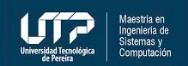 UTP
Universidad Tecnológica
de Pereira
Maestría en
Ingeniería de
Sistemas y
Computación